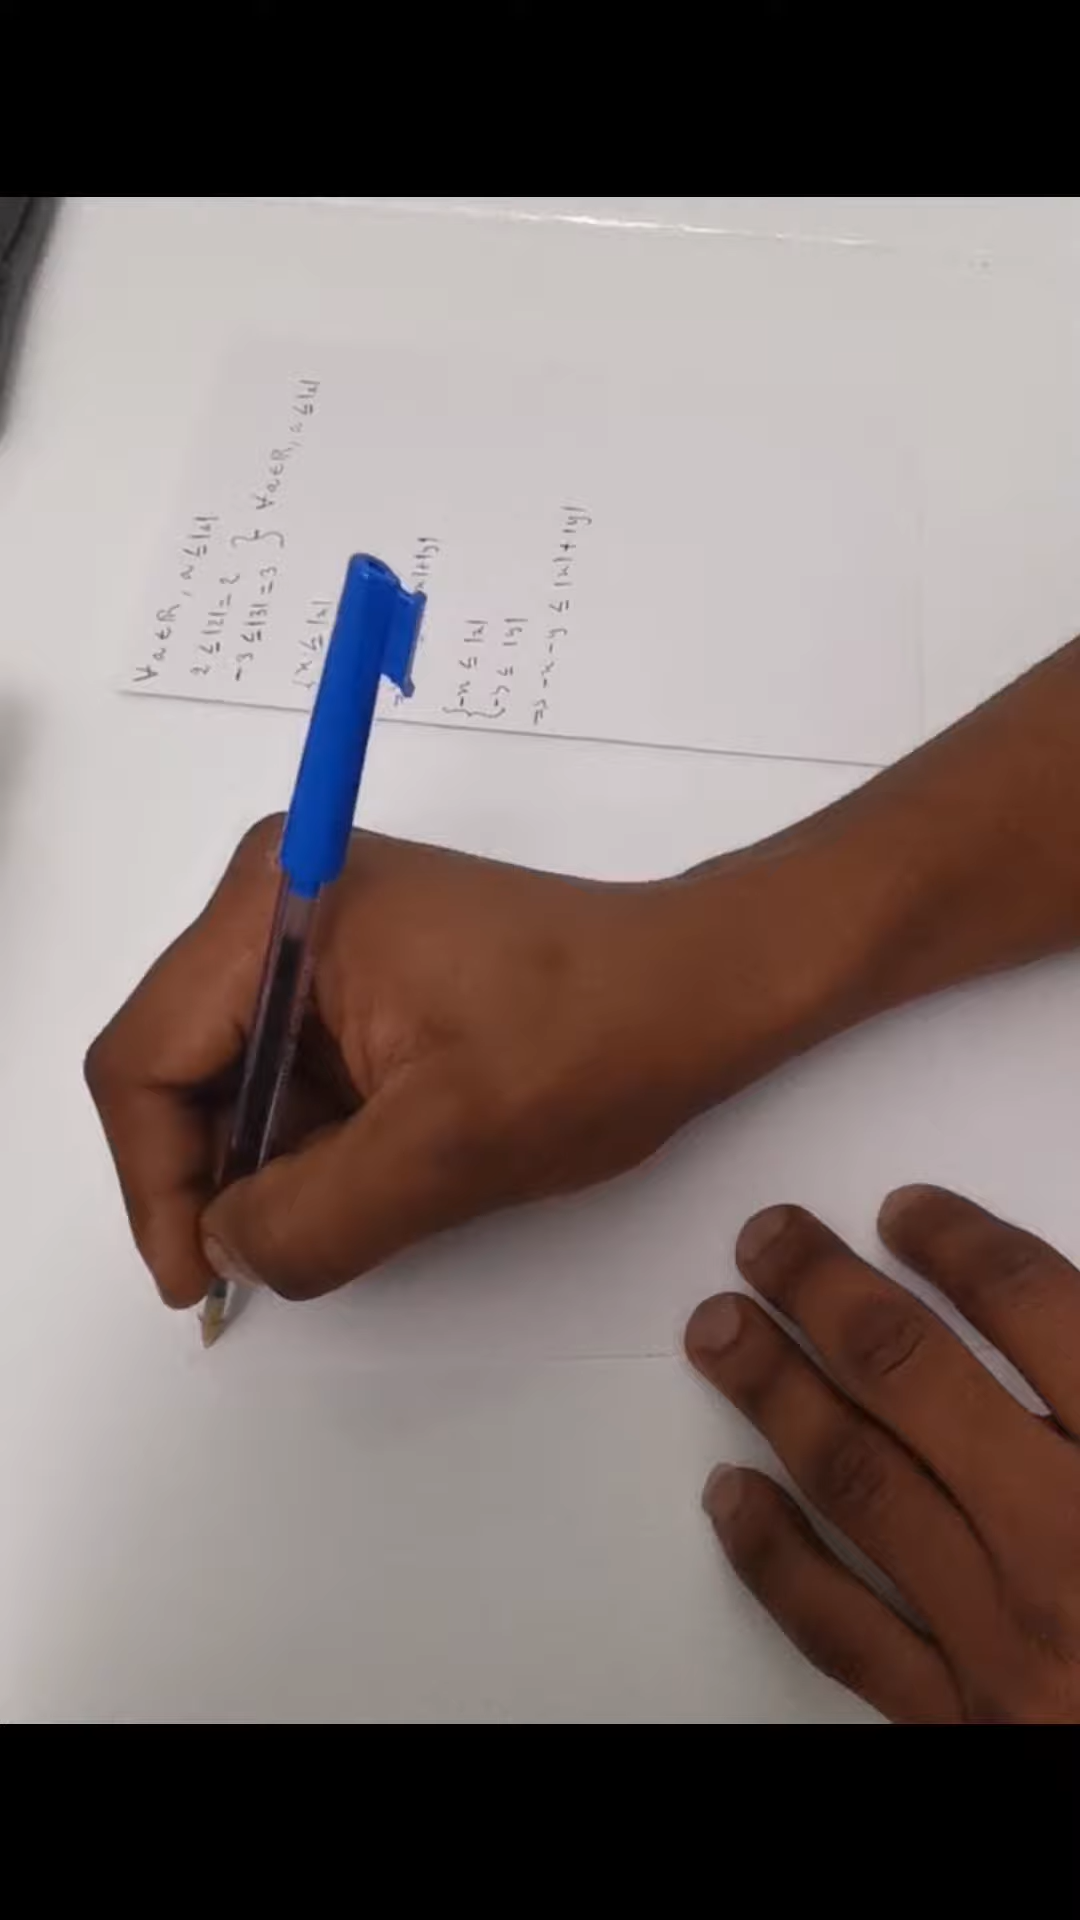 ∀a∈ℝ, a ≤ |a|
2 ≤ |2| = 2
-3 ≤ |3| = 3 } ∀a∈ℝ, a ≤ |a|
{ x ≤ |x|
|x|+|y|
{ -x ≤ |x|
{ -y ≤ |y|
=> -x-y ≤ |x|+|y|